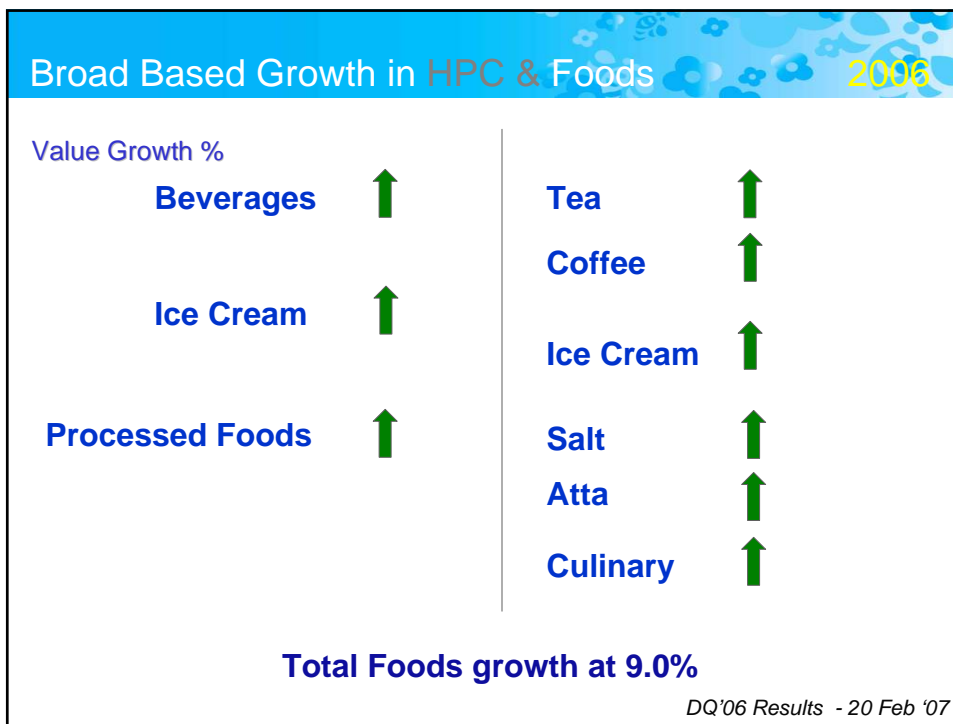 Broad Based Growth in HPC & Foods 2006
Value Growth %
Beverages
Ice Cream
Processed Foods
Tea
Coffee
Ice Cream
Salt
Atta
Culinary
Total Foods growth at 9.0%
DQ'06 Results - 20 Feb ‘07